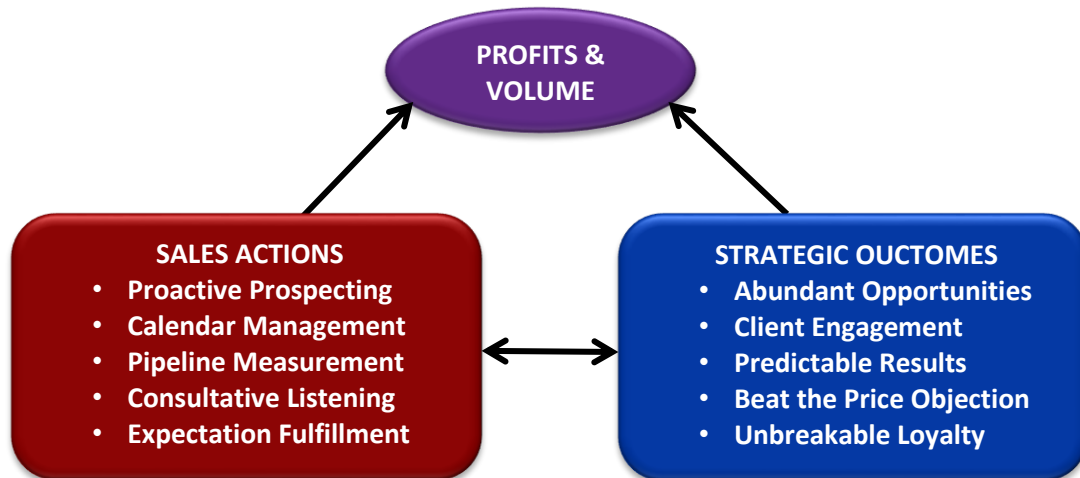 PROFITS &
VOLUME
SALES ACTIONS
• Proactive Prospecting
• Calendar Management
• Pipeline Measurement
• Consultative Listening
• Expectation Fulfillment
STRATEGIC OUCTOMES
• Abundant Opportunities
• Client Engagement
• Predictable Results
• Beat the Price Objection
• Unbreakable Loyalty